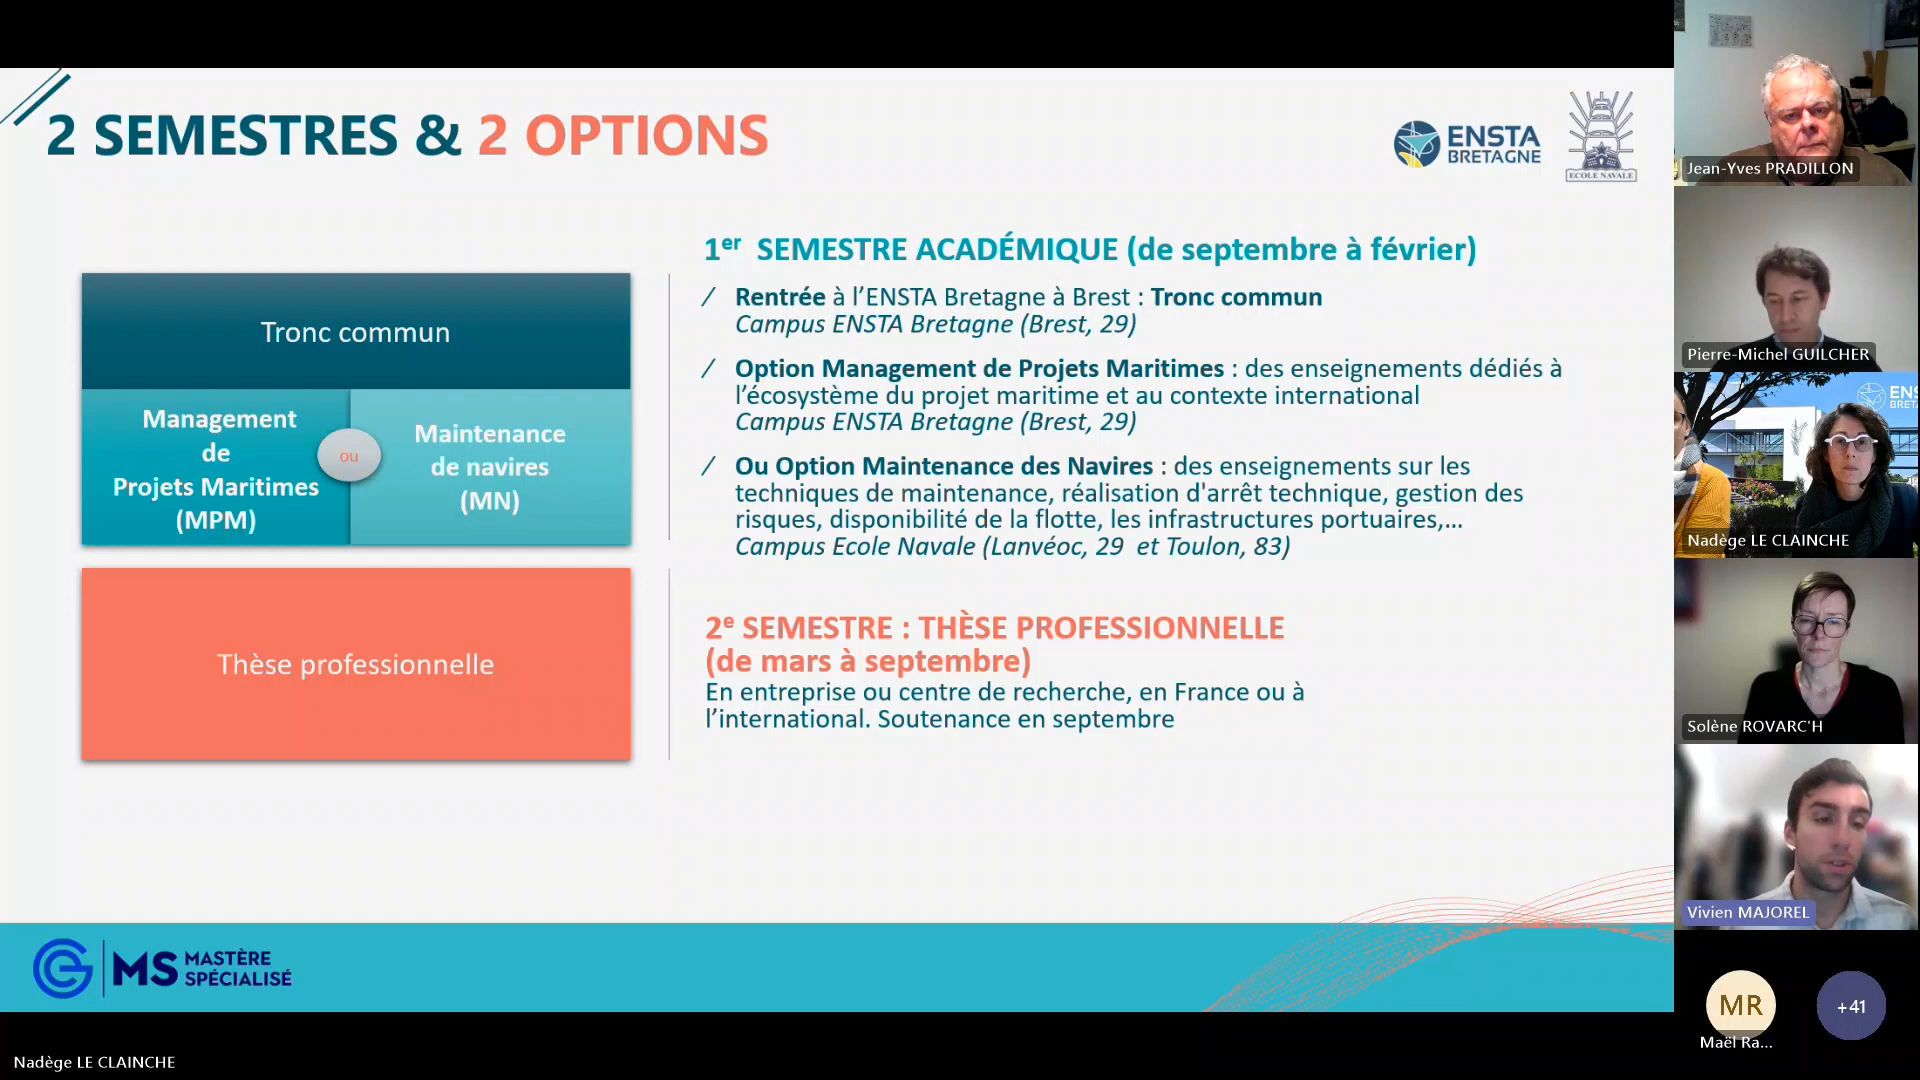 2 SEMESTRES & 2 OPTIONS
ENSTA
BRETAGNE
ECOLE NAVALE
Tronc commun
Management
de
Projets Maritimes
(MPM)
ou
Maintenance
de navires
(MN)
Thèse professionnelle
1er SEMESTRE ACADÉMIQUE (de septembre à février)
/ Rentrée à l’ENSTA Bretagne à Brest : Tronc commun
Campus ENSTA Bretagne (Brest, 29)
/ Option Management de Projets Maritimes : des enseignements dédiés à
l’écosystème du projet maritime et au contexte international
Campus ENSTA Bretagne (Brest, 29)
/ Ou Option Maintenance des Navires : des enseignements sur les
techniques de maintenance, réalisation d'arrêt technique, gestion des
risques, disponibilité de la flotte, les infrastructures portuaires,...
Campus Ecole Navale (Lanvéoc, 29 et Toulon, 83)
2e SEMESTRE : THÈSE PROFESSIONNELLE
(de mars à septembre)
En entreprise ou centre de recherche, en France ou à
l’international. Soutenance en septembre
MS MASTÈRE
SPÉCIALISÉ
Nadège LE CLAINCHE
Jean-Yves PRADILLON
Pierre-Michel GUILCHER
ENS
BRETA
Nadège LE CLAINCHE
Solène ROVARC'H
Vivien MAJOREL
MR
Maël Ra...
+41